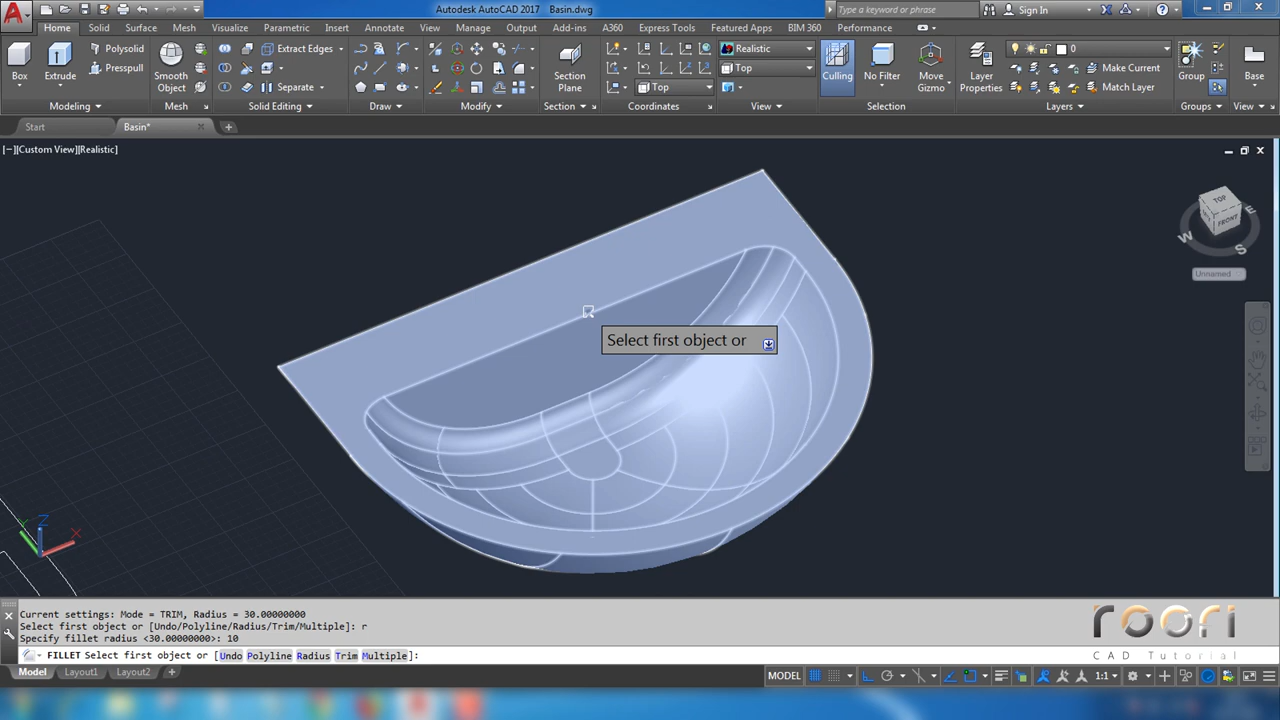 Autodesk AutoCAD 2017 Basin.dwg
Type a keyword or phrase
Sign In
Home Solid Surface Mesh Visualize Parametric Insert Annotate View Manage Output Add-ins A360 Express Tools Featured Apps BIM 360 Performance
Box
Extrude
Polysolid
Presspull
Smooth
Object
Extract Edges
Separate
Section
Plane
Realistic
Top
Top
Culling
No Filter
Move
Gizmo
Layer
Properties
0
Make Current
Match Layer
Group
Base
Modeling Mesh Solid Editing Draw Modify Section Coordinates View Selection Layers Groups View
Start
Basin*
[−][Custom View][Realistic]
TOP
FRONT
W
S
E
Unnamed
Select first object or
Z
Y
X
Current settings: Mode = TRIM, Radius = 30.00000000
Select first object or [Undo/Polyline/Radius/Trim/Multiple]: r
Specify fillet radius <30.00000000>: 10
FILLET Select first object or [Undo Polyline Radius Trim Multiple]:
roofi
CAD Tutorial
Model Layout1 Layout2
MODEL
1:1